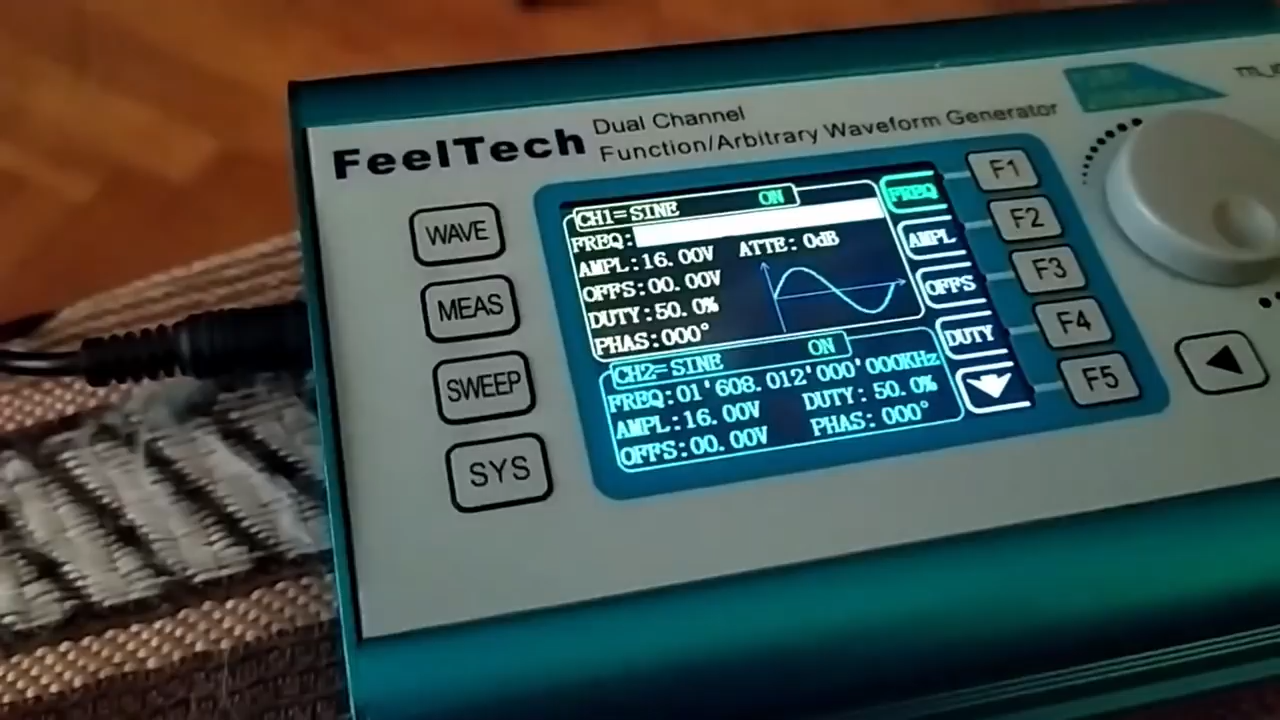 FeelTech
Dual Channel
Function/Arbitrary Waveform Generator
WAVE
MEAS
SWEEP
SYS
CH1=SINE ON
FREQ:
AMPL:16.00V ATTE: 0dB
OFFS:00.00V
DUTY:50.0%
PHAS:000°
CH2=SINE ON
FREQ:01'608.012'000'000KHz
AMPL:16.00V DUTY: 50.0%
OFFS:00.00V PHAS: 000°
FREQ
AMPL
OFFS
DUTY
F1
F2
F3
F4
F5